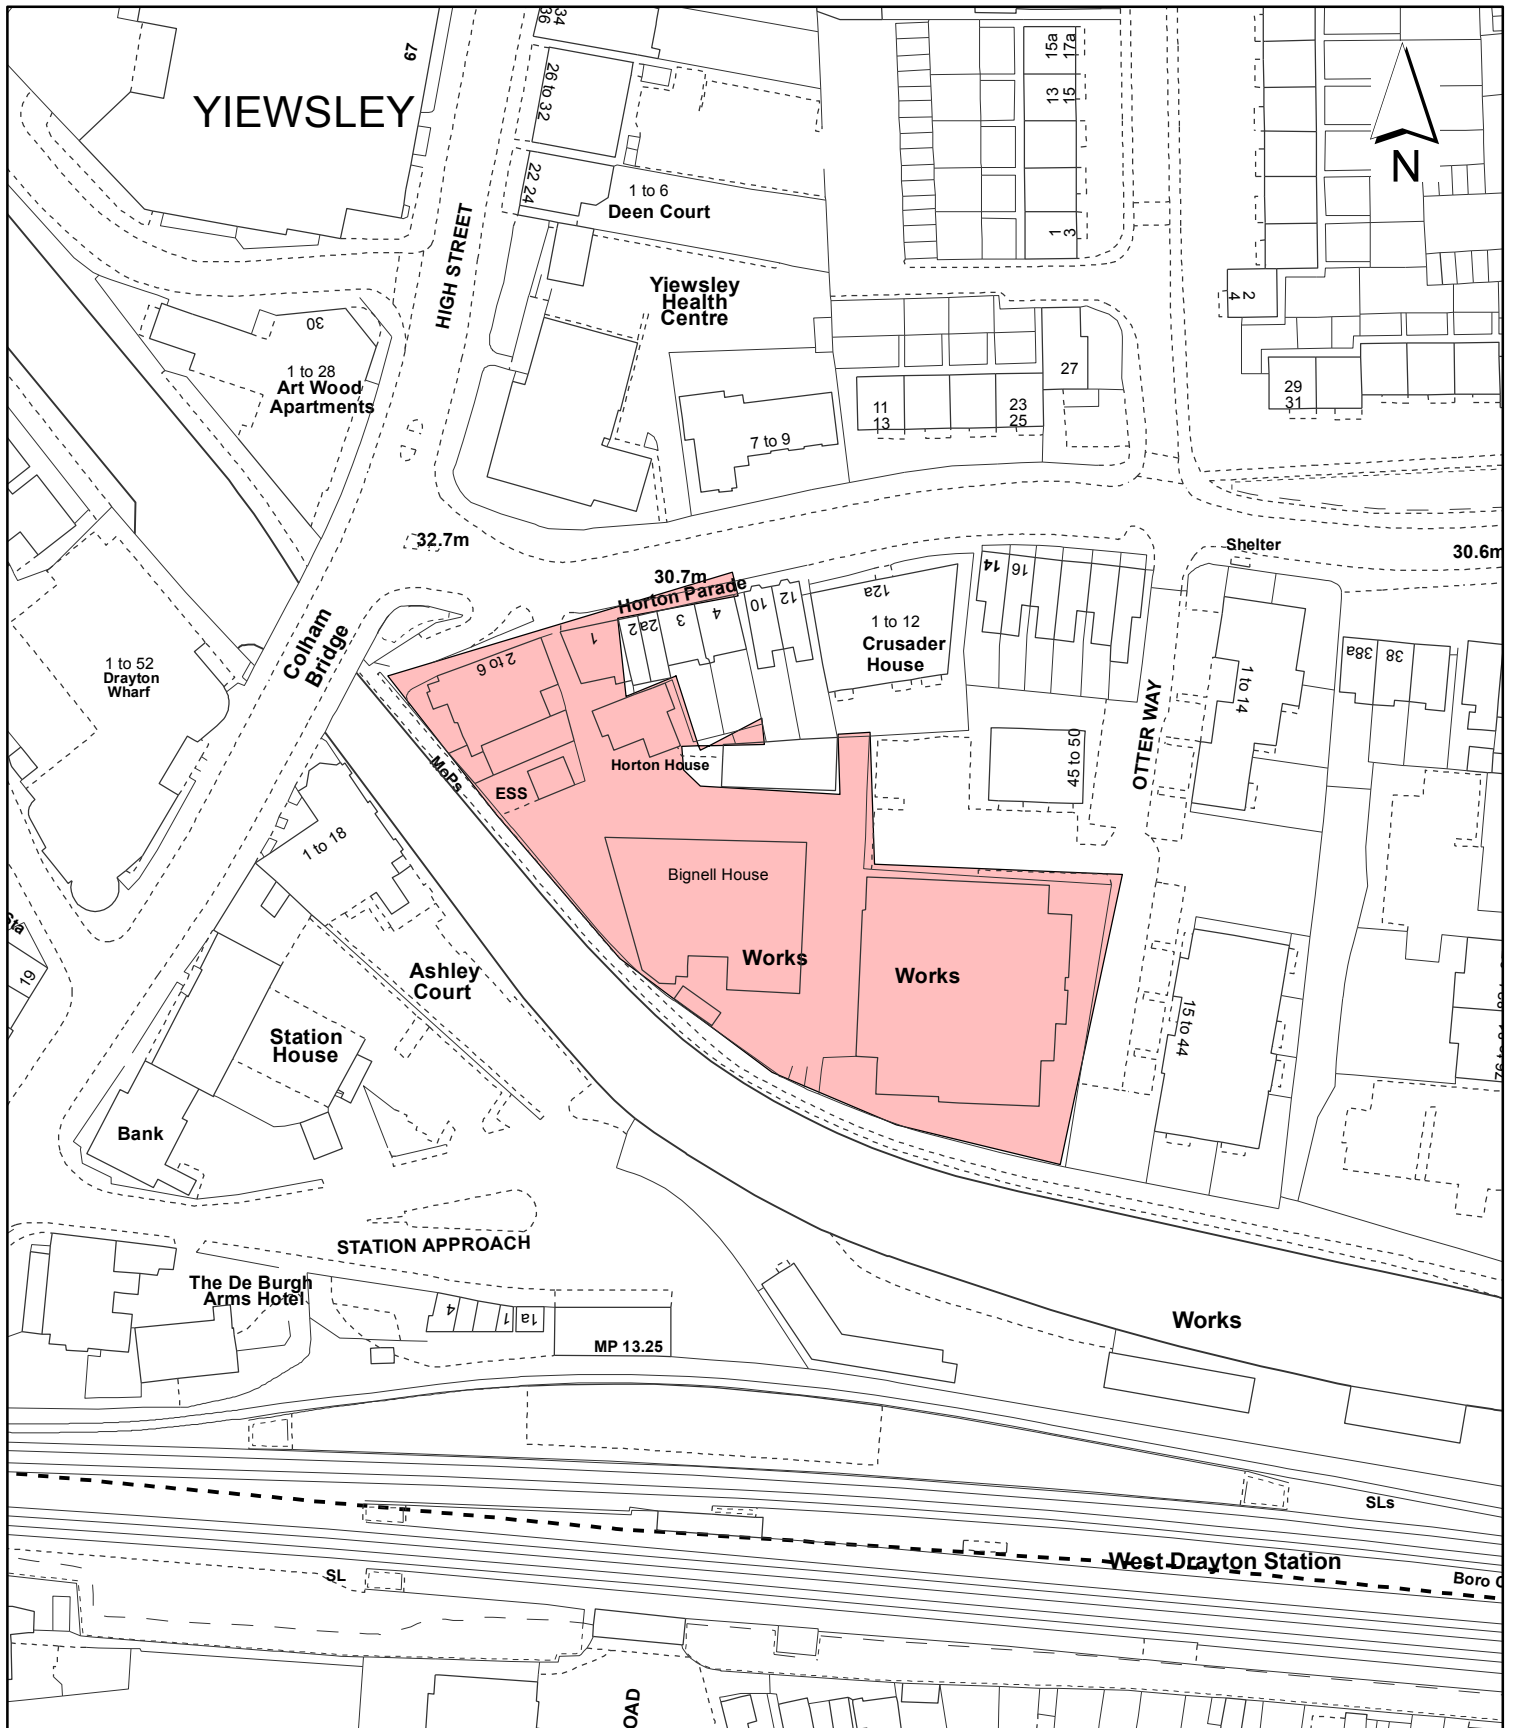 34
36
67
15a
17a
26 to 32
13
15
YIEWSLEY
N
22 24
1 to 6
Deen Court
1
3
HIGH STREET
Yiewsley
Health
Centre
2
4
30
1 to 28
Art Wood
Apartments
27
29
31
11
13
23
25
7 to 9
32.7m
Shelter
30.6m
30.7m
Horton Parade
14
16
12a
1
2
2a
3
4
10
12
1 to 12
Crusader
House
Colham
Bridge
2 to 6
38a
38
1 to 52
Drayton
Wharf
1 to 14
OTTER WAY
45 to 50
Horton House
MePs
ESS
1 to 18
Bignell House
Sta
19
Works
Works
Ashley
Court
15 to 44
Station
House
Bank
STATION APPROACH
The De Burgh
Arms Hotel
4
1
1a
MP 13.25
Works
SLs
West Drayton Station
SL
Boro
OAD